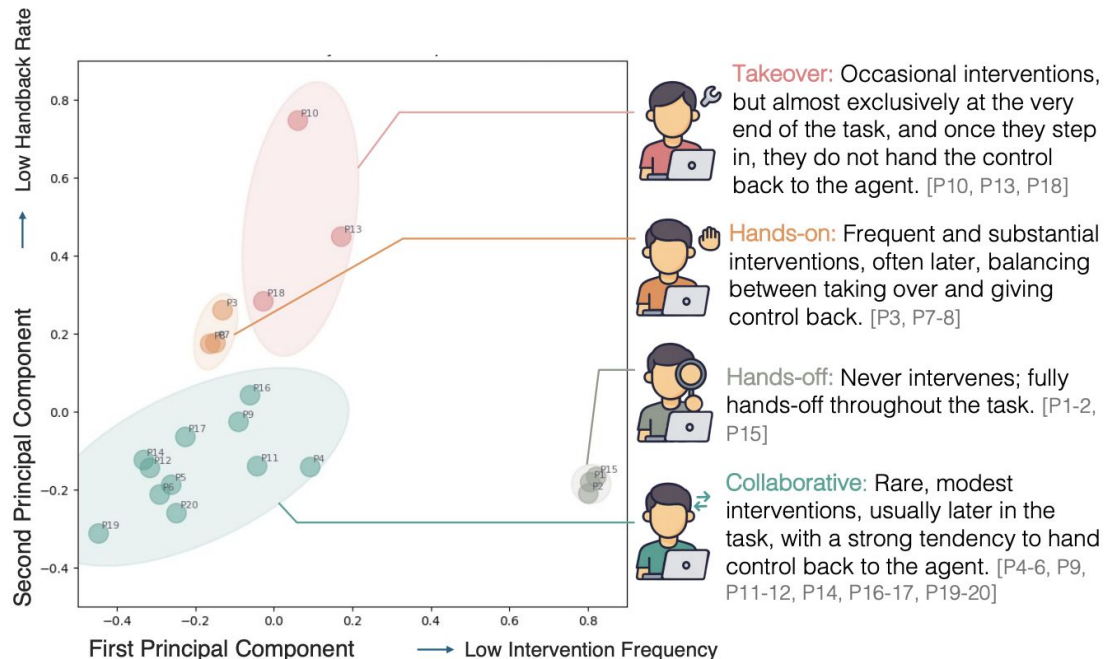 Low Handback Rate
Second Principal Component
0.8
0.6
0.4
0.2
0.0
−0.2
−0.4
−0.4
−0.2
0.0
0.2
0.4
0.6
0.8
First Principal Component
Low Intervention Frequency
P10
P13
P18
P3
P7
P8
P16
P9
P17
P14
P12
P11
P4
P5
P6
P20
P19
P15
P1
P2
Takeover: Occasional interventions,
but almost exclusively at the very
end of the task, and once they step
in, they do not hand the control
back to the agent. [P10, P13, P18]
Hands-on: Frequent and substantial
interventions, often later, balancing
between taking over and giving
control back. [P3, P7-8]
Hands-off: Never intervenes; fully
hands-off throughout the task. [P1-2,
P15]
Collaborative: Rare, modest
interventions, usually later in the
task, with a strong tendency to hand
control back to the agent. [P4-6, P9,
P11-12, P14, P16-17, P19-20]